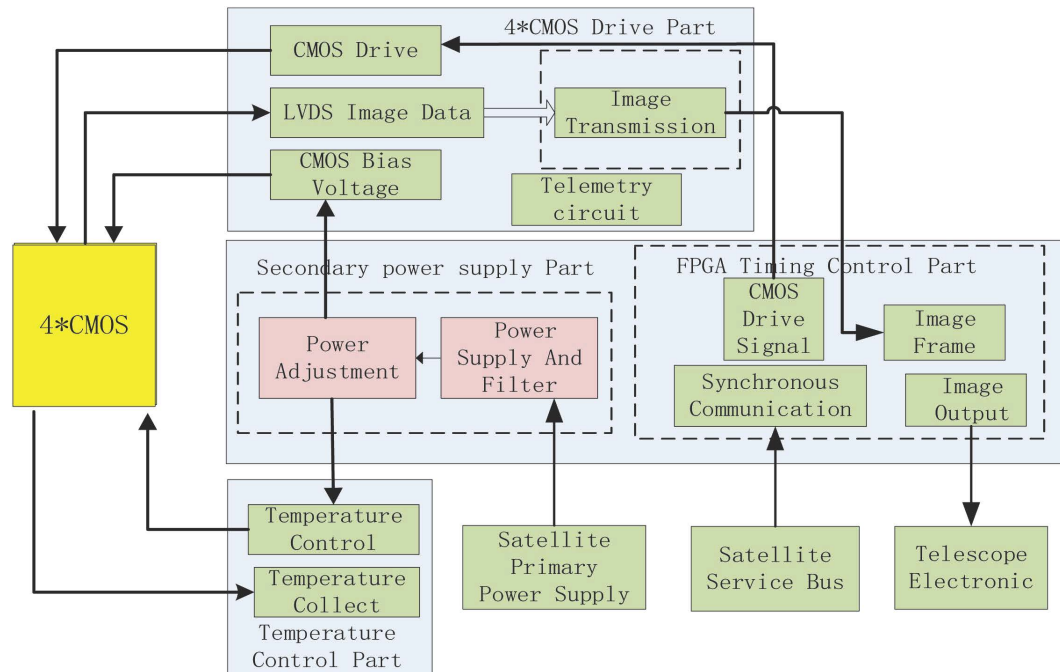 4*CMOS Drive Part
CMOS Drive
LVDS Image Data
Image
Transmission
CMOS Bias
Voltage
Telemetry
circuit
4*CMOS
Secondary power supply Part
Power
Adjustment
Power
Supply And
Filter
FPGA Timing Control Part
CMOS
Drive
Signal
Image
Frame
Synchronous
Communication
Image
Output
Temperature
Control
Temperature
Collect
Temperature
Control Part
Satellite
Primary
Power Supply
Satellite
Service Bus
Telescope
Electronic